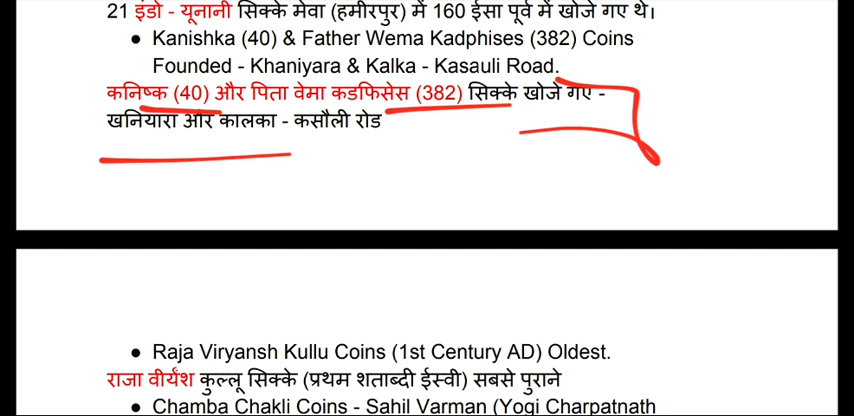 21 इंडो - यूनानी सिक्के मेवा (हमीरपुर) में 160 ईसा पूर्व में खोजे गए थे।
● Kanishka (40) & Father Wema Kadphises (382) Coins
Founded - Khaniyara & Kalka - Kasauli Road.
कनिष्क (40) और पिता वेमा कडफिसेस (382) सिक्के खोजे गए -
खनियारा और कालका - कसौली रोड
● Raja Viryansh Kullu Coins (1st Century AD) Oldest.
राजा वीर्यंश कुल्लू सिक्के (प्रथम शताब्दी ईस्वी) सबसे पुराने
● Chamba Chakli Coins - Sahil Varman (Yogi Charpatnath